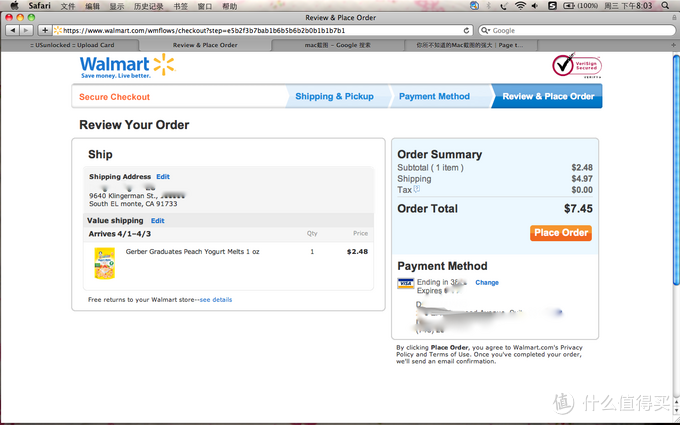 Safari 文件 编辑 显示 历史记录 书签 窗口 帮助 (100%) 周三 下午8:03
Review & Place Order
http://www.walmart.com/wmflows/checkout?step=e5b2f3b7bab1b6b5b6b2b0b1b1b7b1
Google
:: USunlocked :: Upload Card
Review & Place Order
mac截图 – Google 搜索
你所不知道的Mac截图的强大 | Page t...
Walmart
Save money. Live better.
VeriSign
Secured
Secure Checkout
Shipping & Pickup
Payment Method
Review & Place Order
Review Your Order
Ship
Shipping Address Edit
9640 Klingerman St.,
South EL monte, CA 91733
Value shipping Edit
Arrives 4/1–4/3 Qty Price
Gerber Graduates Peach Yogurt Melts 1 oz 1 $2.48
Free returns to your Walmart store--see details
Order Summary
Subtotal ( 1 item ) $2.48
Shipping $4.97
Tax $0.00
Order Total $7.45
Place Order
Payment Method
VISA Ending in Change
Expires
By clicking Place Order, you agree to Walmart.com's Privacy
Policy and Terms of Use. Once you've completed your order,
we'll send an email confirmation.
值 什么值得买